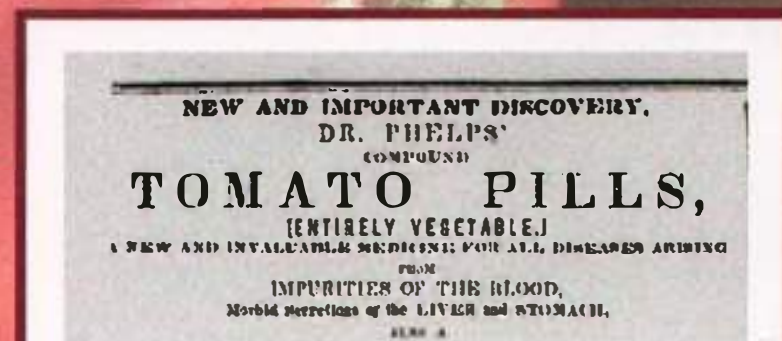 NEW AND IMPORTANT DISCOVERY,
DR. PHELPS'
COMPOUND
TOMATO PILLS,
[ENTIRELY VEGETABLE.]
A NEW AND INVALUABLE MEDICINE FOR ALL DISEASES ARISING
FROM
IMPURITIES OF THE BLOOD,
Morbid Secretions of the LIVER and STOMACH,
ALSO A